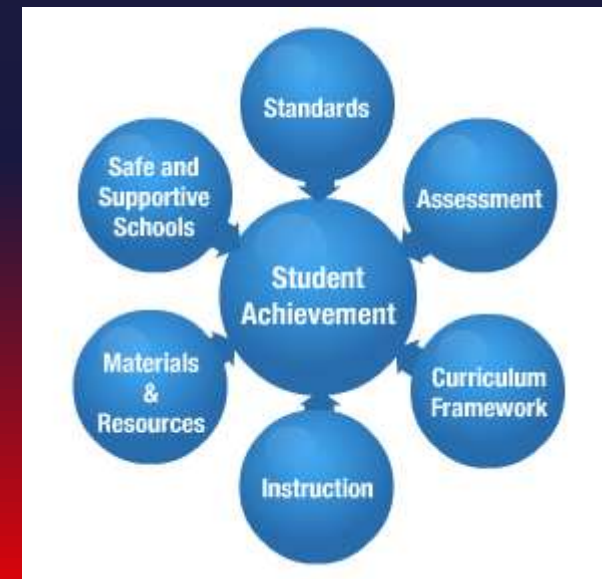 Standards
Assessment
Curriculum
Framework
Instruction
Materials
&
Resources
Safe and
Supportive
Schools
Student
Achievement